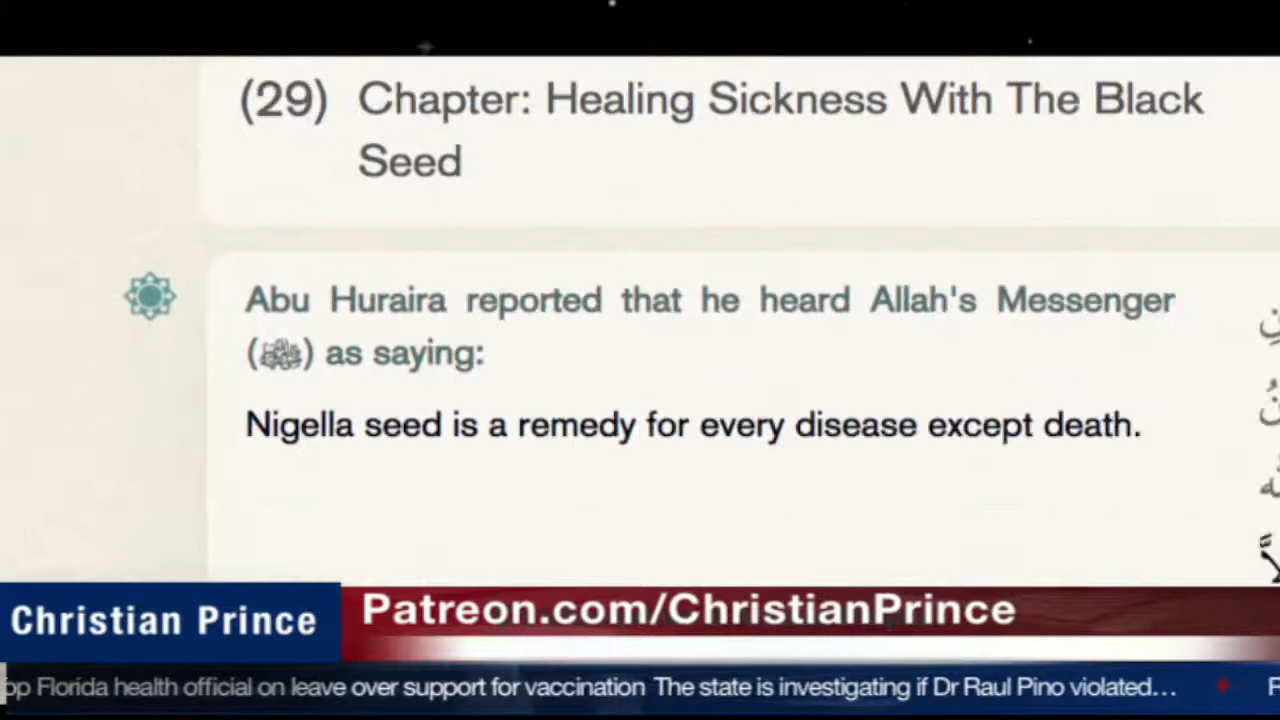 (29) Chapter: Healing Sickness With The Black
Seed
Abu Huraira reported that he heard Allah's Messenger
(ﷺ) as saying:
Nigella seed is a remedy for every disease except death.
Christian Prince
Patreon.com/ChristianPrince
op Florida health official on leave over support for vaccination The state is investigating if Dr Raul Pino violated...